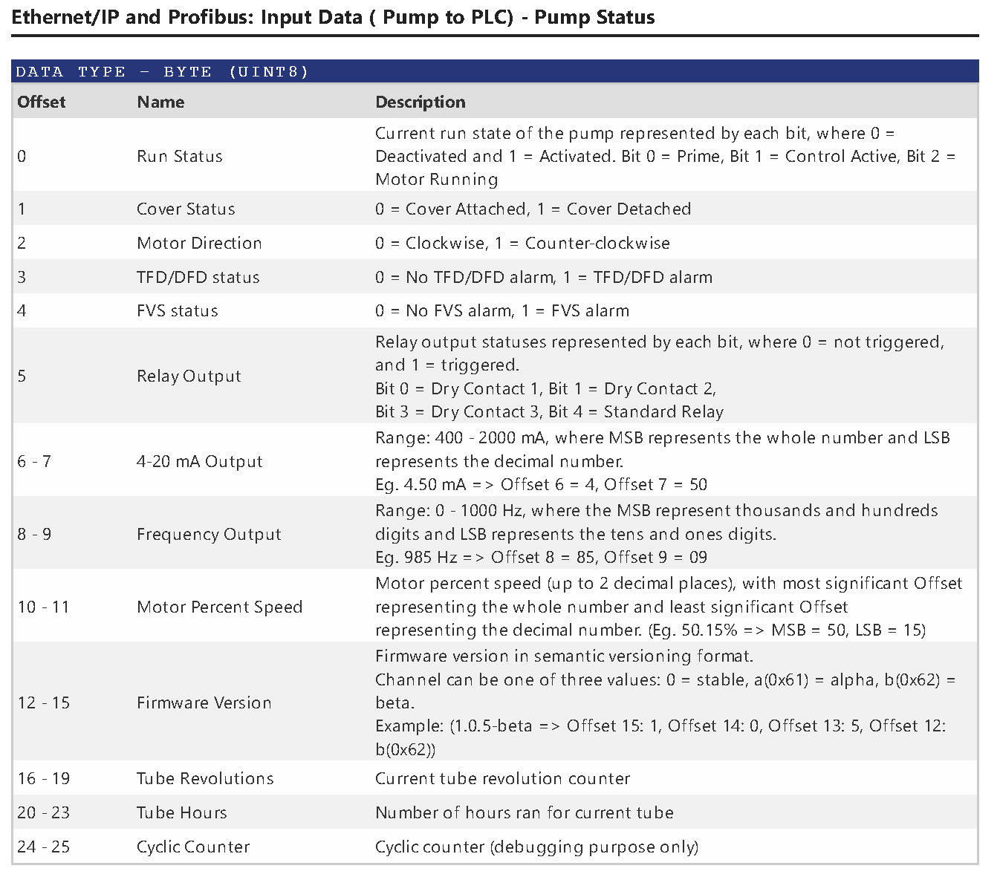 Ethernet/IP and Profibus: Input Data ( Pump to PLC) - Pump Status
DATA TYPE – BYTE (UINT8)
Offset Name Description
0 Run Status Current run state of the pump represented by each bit, where 0 =
Deactivated and 1 = Activated. Bit 0 = Prime, Bit 1 = Control Active, Bit 2 =
Motor Running
1 Cover Status 0 = Cover Attached, 1 = Cover Detached
2 Motor Direction 0 = Clockwise, 1 = Counter-clockwise
3 TFD/DFD status 0 = No TFD/DFD alarm, 1 = TFD/DFD alarm
4 FVS status 0 = No FVS alarm, 1 = FVS alarm
5 Relay Output Relay output statuses represented by each bit, where 0 = not triggered,
and 1 = triggered.
Bit 0 = Dry Contact 1, Bit 1 = Dry Contact 2,
Bit 3 = Dry Contact 3, Bit 4 = Standard Relay
6 - 7 4-20 mA Output Range: 400 - 2000 mA, where MSB represents the whole number and LSB
represents the decimal number.
Eg. 4.50 mA => Offset 6 = 4, Offset 7 = 50
8 - 9 Frequency Output Range: 0 - 1000 Hz, where the MSB represent thousands and hundreds
digits and LSB represents the tens and ones digits.
Eg. 985 Hz => Offset 8 = 85, Offset 9 = 09
10 - 11 Motor Percent Speed Motor percent speed (up to 2 decimal places), with most significant Offset
representing the whole number and least significant Offset
representing the decimal number. (Eg. 50.15% => MSB = 50, LSB = 15)
12 - 15 Firmware Version Firmware version in semantic versioning format.
Channel can be one of three values: 0 = stable, a(0x61) = alpha, b(0x62) =
beta.
Example: (1.0.5-beta => Offset 15: 1, Offset 14: 0, Offset 13: 5, Offset 12:
b(0x62))
16 - 19 Tube Revolutions Current tube revolution counter
20 - 23 Tube Hours Number of hours ran for current tube
24 - 25 Cyclic Counter Cyclic counter (debugging purpose only)